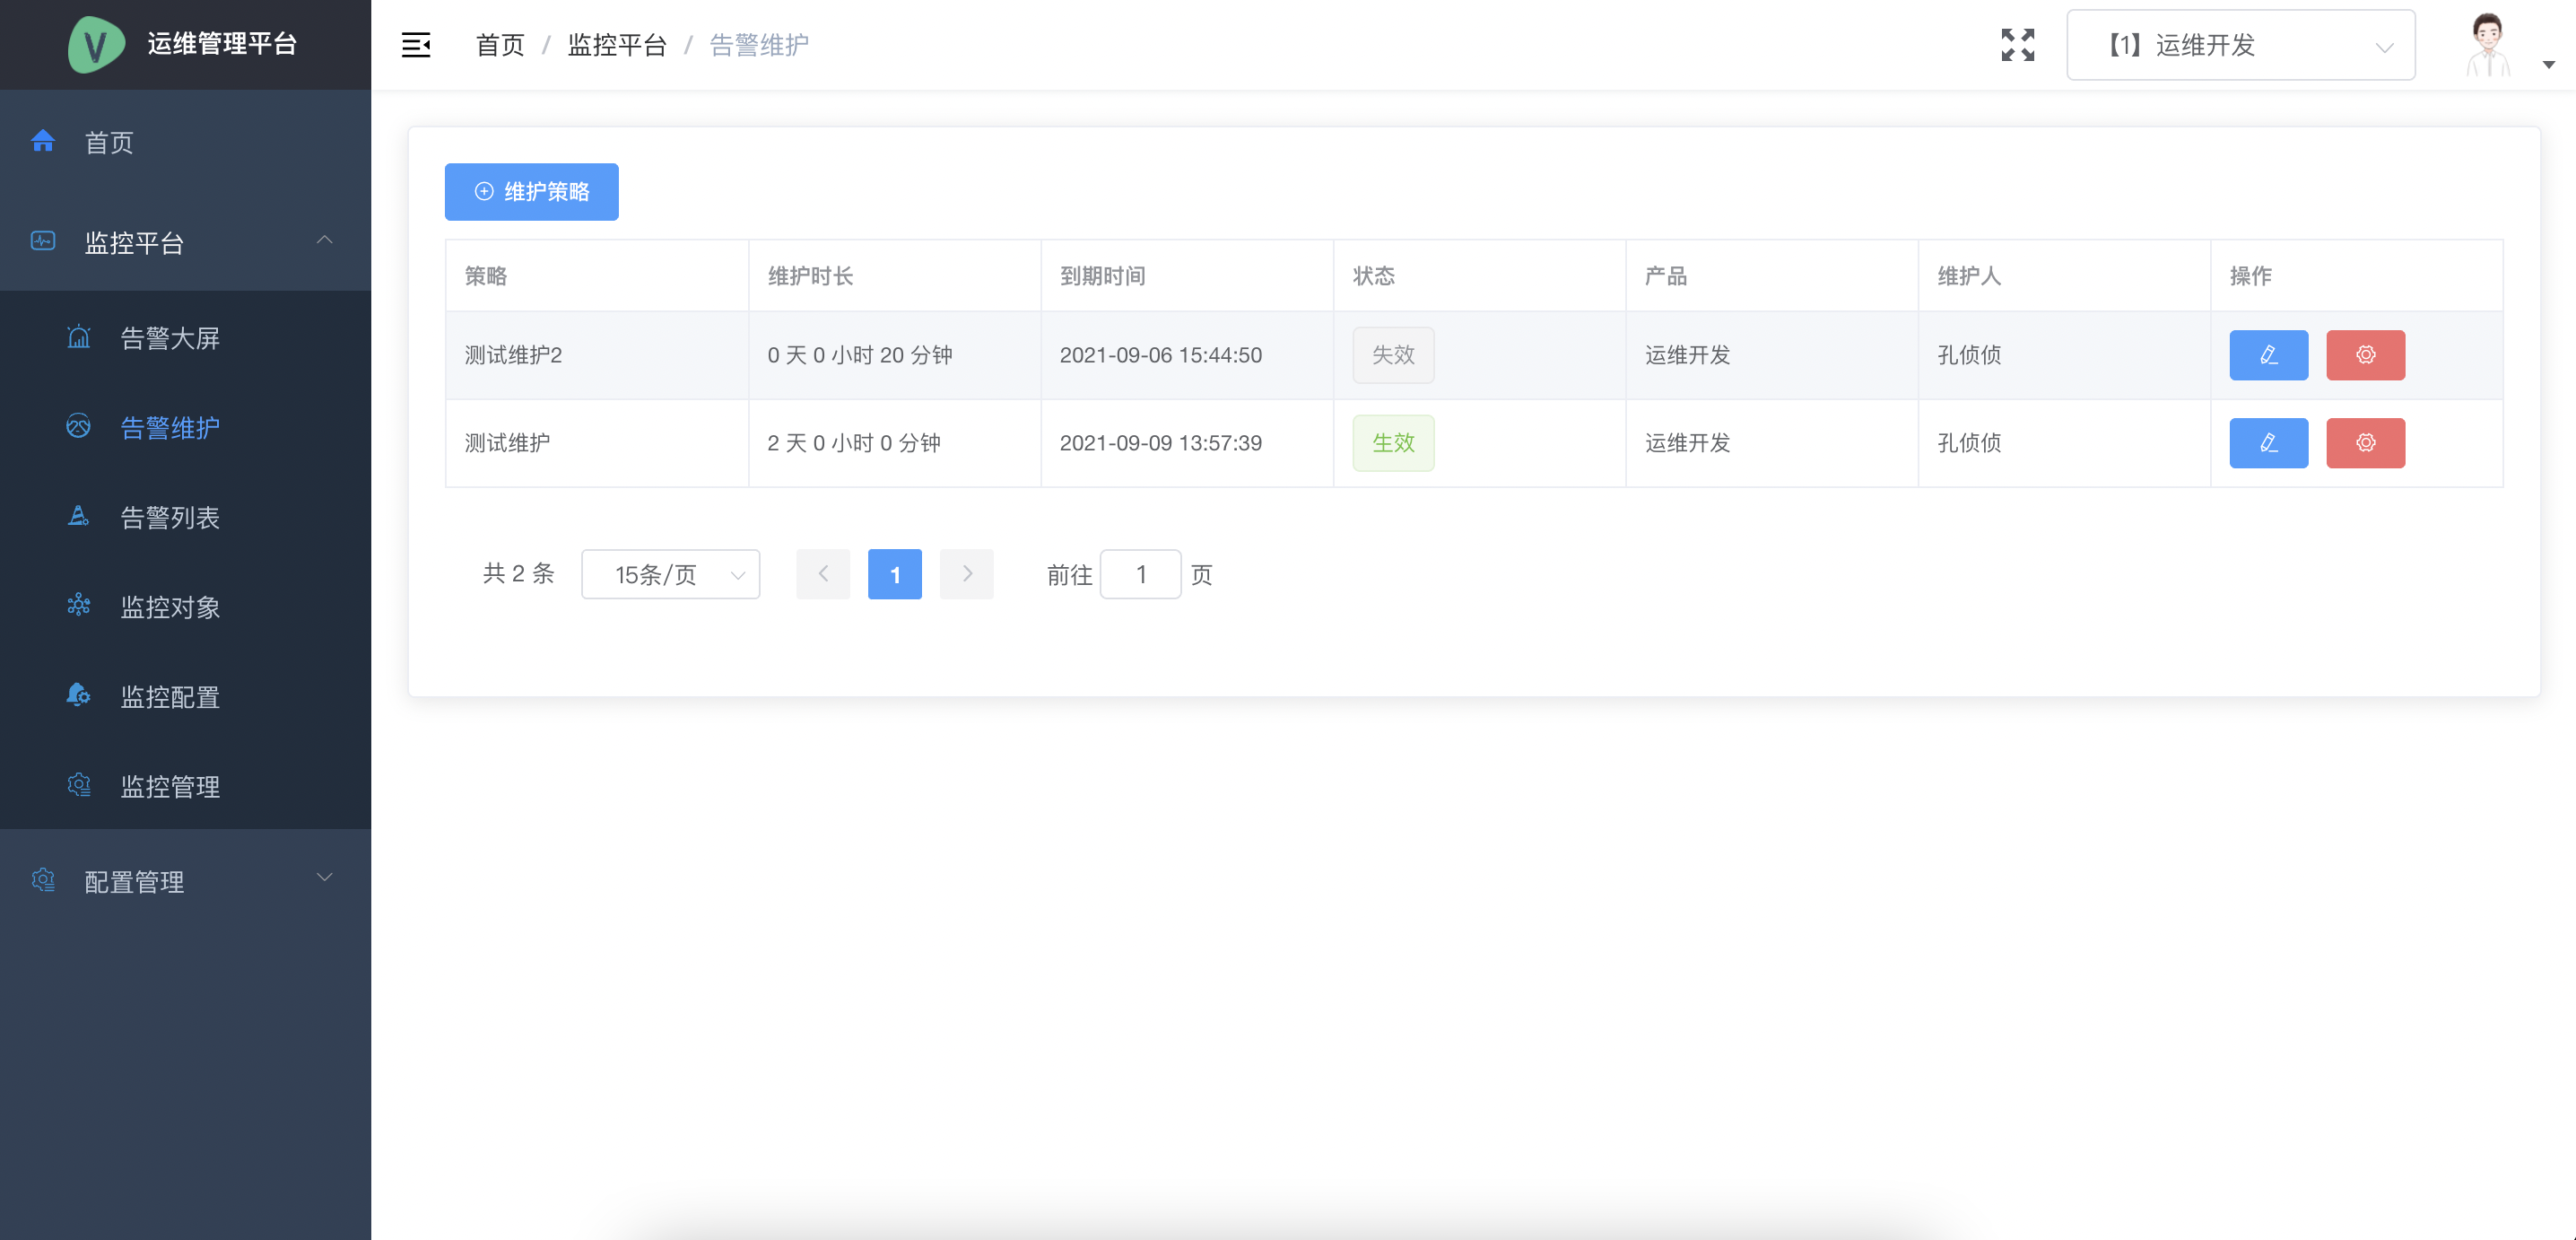 运维管理平台
首页 / 监控平台 / 告警维护
【1】运维开发
首页
监控平台
告警大屏
告警维护
告警列表
监控对象
监控配置
监控管理
配置管理
维护策略
策略 维护时长 到期时间 状态 产品 维护人 操作
测试维护2 0 天 0 小时 20 分钟 2021-09-06 15:44:50 失效 运维开发 孔侦侦
测试维护 2 天 0 小时 0 分钟 2021-09-09 13:57:39 生效 运维开发 孔侦侦
共 2 条 15条/页 1 前往 1 页